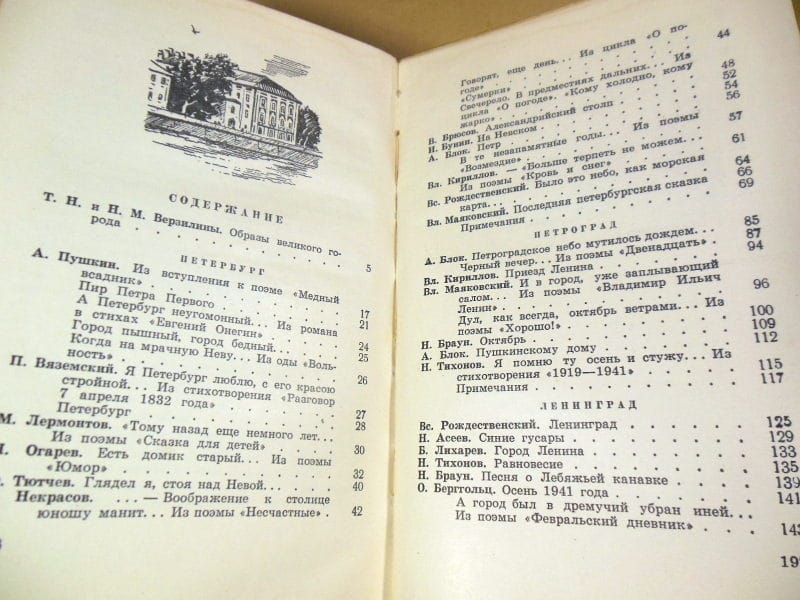 СОДЕРЖАНИЕ
Т. Н. и Н. М. Верзилины. Образы великого го-
рода . . . . . . . . . . 5
ПЕТЕРБУРГ
А. Пушкин. Из вступления к поэме «Медный
всадник» . . . . . . . . 17
Пир Петра Первого . . . . . . 21
А Петербург неугомонный... Из романа
в стихах «Евгений Онегин» . . . 24
Город пышный, город бедный... . . 25
Когда на мрачную Неву... Из оды «Воль-
ность» . . . . . . . . . 26
П. Вяземский. Я Петербург люблю, с его красою
стройной... Из стихотворения «Разговор
7 апреля 1832 года» . . . . . . 27
Петербург . . . . . . . . 28
М. Лермонтов. «Тому назад еще немного лет...
Из поэмы «Сказка для детей» . . . 30
Огарев. Есть домик старый... Из поэмы
«Юмор» . . . . . . . . . 32
Тютчев. Глядел я, стоя над Невой... . . 40
Некрасов. ...— Воображение к столице
юношу манит... Из поэмы «Несчастные» . 42
Говорят, еще день... Из цикла «О по-
годе» . . . . . . . . . 44
«Сумерки» . . . . . . . . 48
В предместиях дальних... Из
цикла «О погоде». «Кому холодно, кому 52
жарко» . . . . . . . . . 54
В. Брюсов. Александрийский столп . . . 56
И. Бунин. На Невском . . . . . .
А. Блок. Петр . . . . . . . . 57
В те незапамятные годы... Из поэмы
«Возмездие» . . . . . . . 61
Вл. Кириллов. — «Больше терпеть не можем...
Из поэмы «Кровь и снег» . . . . 64
Вс. Рождественский. Было это небо, как морская
карта... . . . . . . . . 66
Вл. Маяковский. Последняя петербургская сказка 69
Примечания . . . . . . . .
ПЕТРОГРАД
А. Блок. Петроградское небо мутилось дождем... 85
Черный вечер... Из поэмы «Двенадцать» . 87
Вл. Кириллов. Приезд Ленина . . . . . 94
Вл. Маяковский. И в город, уже заплывающий
салом... Из поэмы «Владимир Ильич
Ленин» . . . . . . . . . 96
Дул, как всегда, октябрь ветрами... Из
поэмы «Хорошо!» . . . . . . 100
Н. Браун. Октябрь . . . . . . . 109
А. Блок. Пушкинскому дому . . . . . 112
Н. Тихонов. Я помню ту осень и стужу... Из
стихотворения «1919—1941» . . . . 115
Примечания . . . . . . . . 117
ЛЕНИНГРАД
Вс. Рождественский. Ленинград . . . . . 125
Н. Асеев. Синие гусары . . . . . . 129
Б. Лихарев. Город Ленина . . . . . 133
Н. Тихонов. Равновесие . . . . . . 135
Н. Браун. Песня о Лебяжьей канавке . . . 139
О. Берггольц. Осень 1941 года . . . . . 141
А город был в дремучий убран иней...
Из поэмы «Февральский дневник» . . . 143